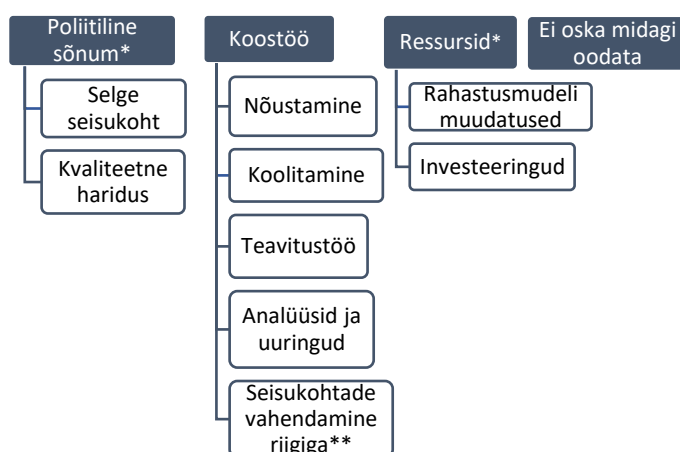 Poliitiline
sõnum*
Selge
seisukoht
Kvaliteetne
haridus
Koostöö
Nõustamine
Koolitamine
Teavitustöö
Analüüsid ja
uuringud
Seisukohtade
vahendamine
riigiga**
Ressursid*
Rahastusmudeli
muudatused
Investeeringud
Ei oska midagi
oodata